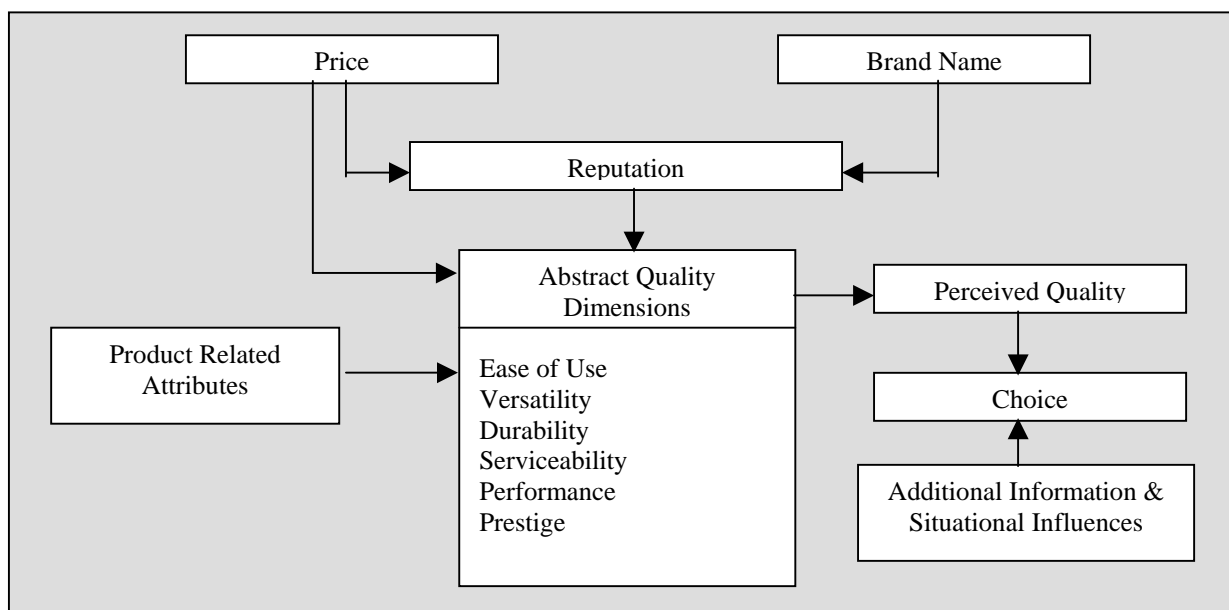 Price
Brand Name
Reputation
Abstract Quality
Dimensions
Perceived Quality
Product Related
Attributes
Ease of Use
Versatility
Durability
Serviceability
Performance
Prestige
Choice
Additional Information &
Situational Influences